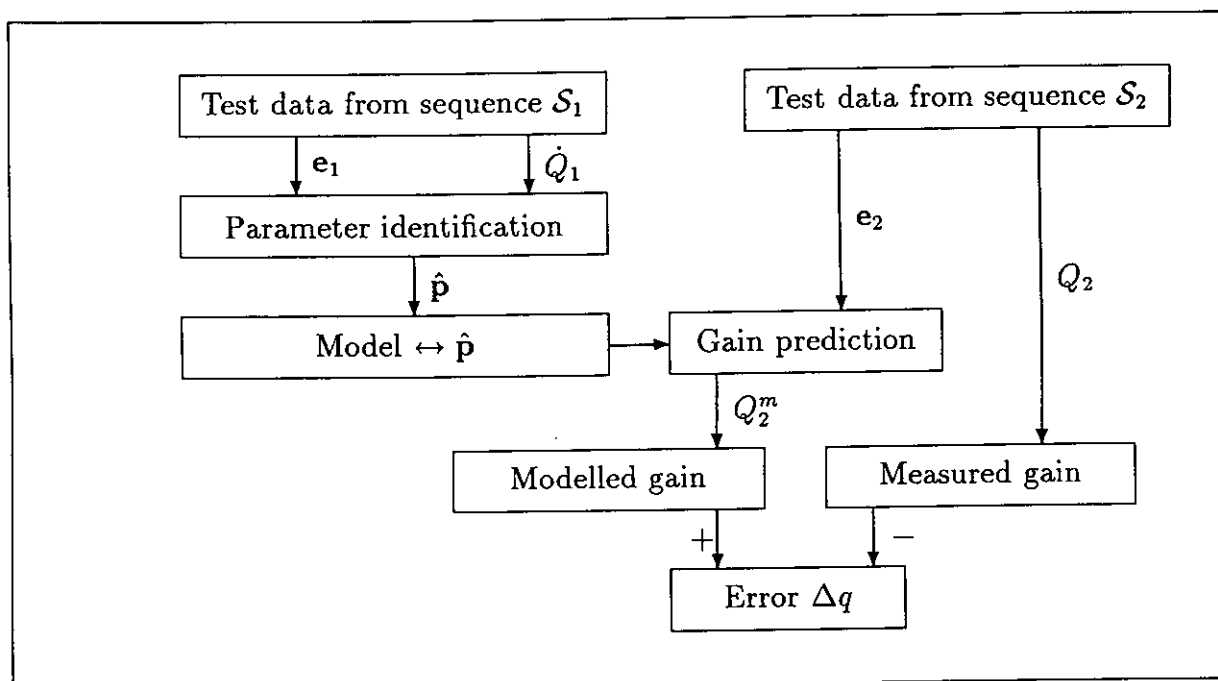 Test data from sequence 𝒮₁
Test data from sequence 𝒮₂
e₁
Q̇₁
Parameter identification
e₂
Q₂
p̂
Model ↔ p̂
Gain prediction
Q₂ᵐ
Modelled gain
Measured gain
+
−
Error Δq